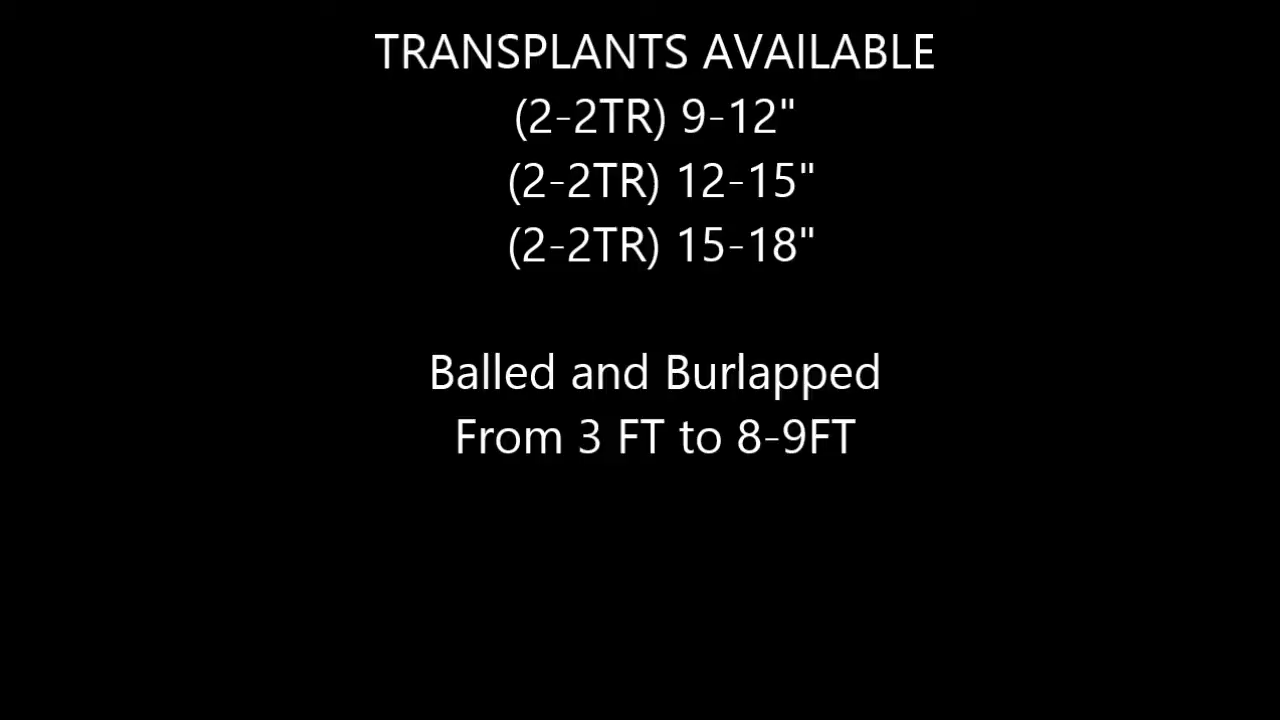 TRANSPLANTS AVAILABLE
(2-2TR) 9-12"
(2-2TR) 12-15"
(2-2TR) 15-18"
Balled and Burlapped
From 3 FT to 8-9FT